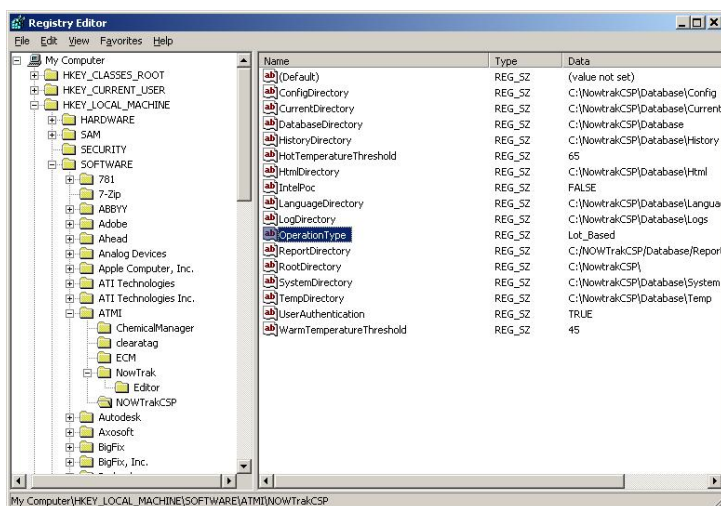 Registry Editor
File Edit View Favorites Help
My Computer
HKEY_CLASSES_ROOT
HKEY_CURRENT_USER
HKEY_LOCAL_MACHINE
HARDWARE
SAM
SECURITY
SOFTWARE
781
7-Zip
ABBYY
Adobe
Ahead
Analog Devices
Apple Computer, Inc.
ATI Technologies
ATI Technologies Inc.
ATMI
ChemicalManager
clearatag
ECM
NowTrak
Editor
NOWTrakCSP
Autodesk
Axosoft
BigFix
BigFix, Inc.
Name Type Data
(Default) REG_SZ (value not set)
ConfigDirectory REG_SZ C:\NowtrakCSP\Database\Config
CurrentDirectory REG_SZ C:\NowtrakCSP\Database\Current
DatabaseDirectory REG_SZ C:\NowtrakCSP\Database
HistoryDirectory REG_SZ C:\NowtrakCSP\Database\History
HotTemperatureThreshold REG_SZ 65
HtmlDirectory REG_SZ C:\NowtrakCSP\Database\Html
IntelPoc REG_SZ FALSE
LanguageDirectory REG_SZ C:\NowtrakCSP\Database\Langua
LogDirectory REG_SZ C:\NowtrakCSP\Database\Logs
OperationType REG_SZ Lot_Based
ReportDirectory REG_SZ C:/NOWTrakCSP/Database/Report
RootDirectory REG_SZ C:\NowtrakCSP\
SystemDirectory REG_SZ C:\NowtrakCSP\Database\System
TempDirectory REG_SZ C:\NowtrakCSP\Database\Temp
UserAuthentication REG_SZ TRUE
WarmTemperatureThreshold REG_SZ 45
My Computer\HKEY_LOCAL_MACHINE\SOFTWARE\ATMI\NOWTrakCSP